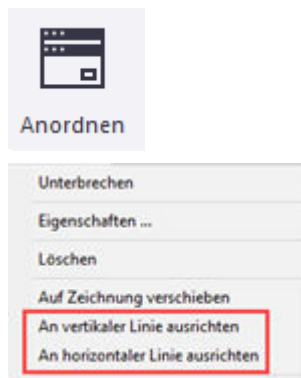 Anordnen
Unterbrechen
Eigenschaften ...
Löschen
Auf Zeichnung verschieben
An vertikaler Linie ausrichten
An horizontaler Linie ausrichten